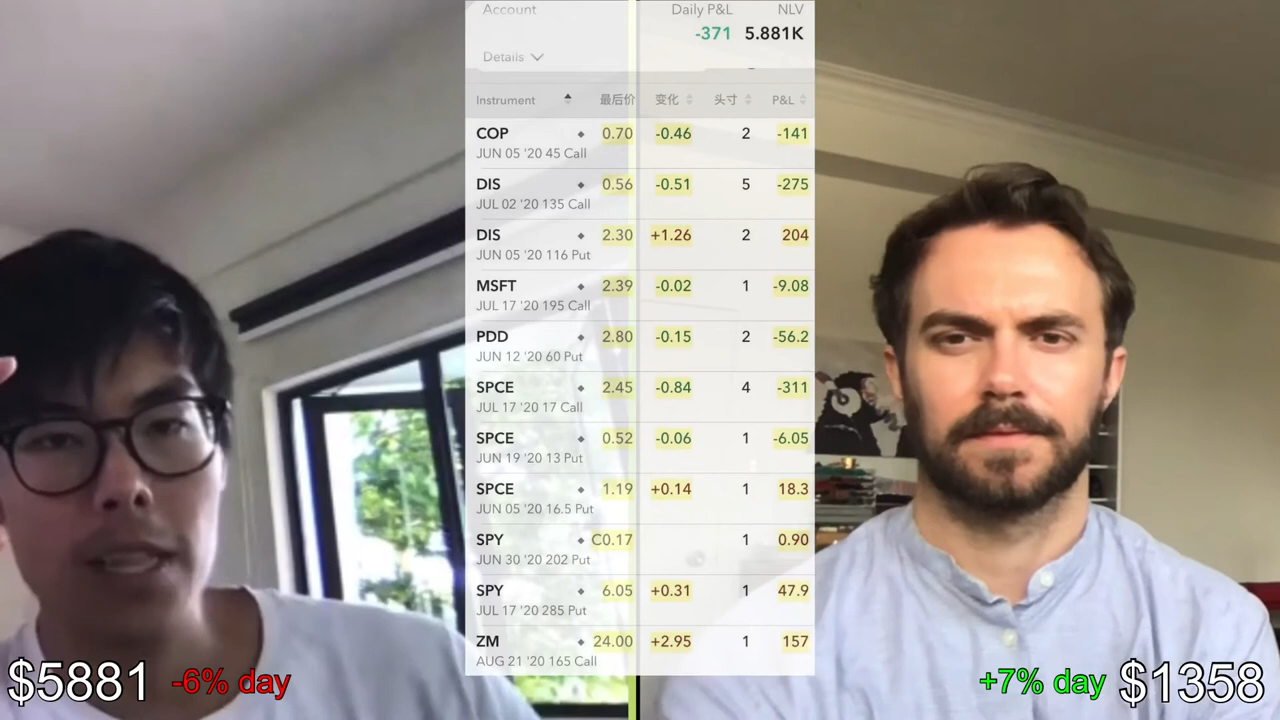 Account Daily P&L NLV
-371 5.881K
Details
Instrument 最后价 变化 头寸 P&L
COP 0.70 -0.46 2 -141
JUN 05 '20 45 Call
DIS 0.56 -0.51 5 -275
JUL 02 '20 135 Call
DIS 2.30 +1.26 2 204
JUN 05 '20 116 Put
MSFT 2.39 -0.02 1 -9.08
JUL 17 '20 195 Call
PDD 2.80 -0.15 2 -56.2
JUN 12 '20 60 Put
SPCE 2.45 -0.84 4 -311
JUL 17 '20 17 Call
SPCE 0.52 -0.06 1 -6.05
JUN 19 '20 13 Put
SPCE 1.19 +0.14 1 18.3
JUN 05 '20 16.5 Put
SPY C0.17 1 0.90
JUN 30 '20 202 Put
SPY 6.05 +0.31 1 47.9
JUL 17 '20 285 Put
ZM 24.00 +2.95 1 157
AUG 21 '20 165 Call
$5881 -6% day +7% day $1358